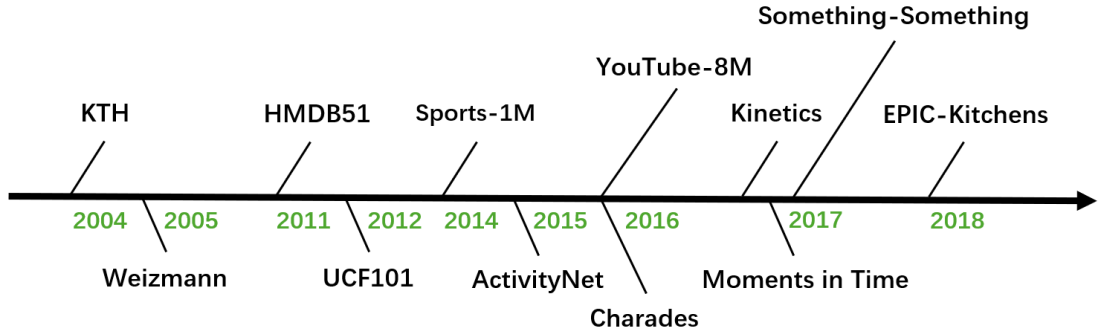 Something-Something
YouTube-8M
KTH
HMDB51
Sports-1M
Kinetics
EPIC-Kitchens
2004
2005
2011
2012
2014
2015
2016
2017
2018
Weizmann
UCF101
ActivityNet
Moments in Time
Charades